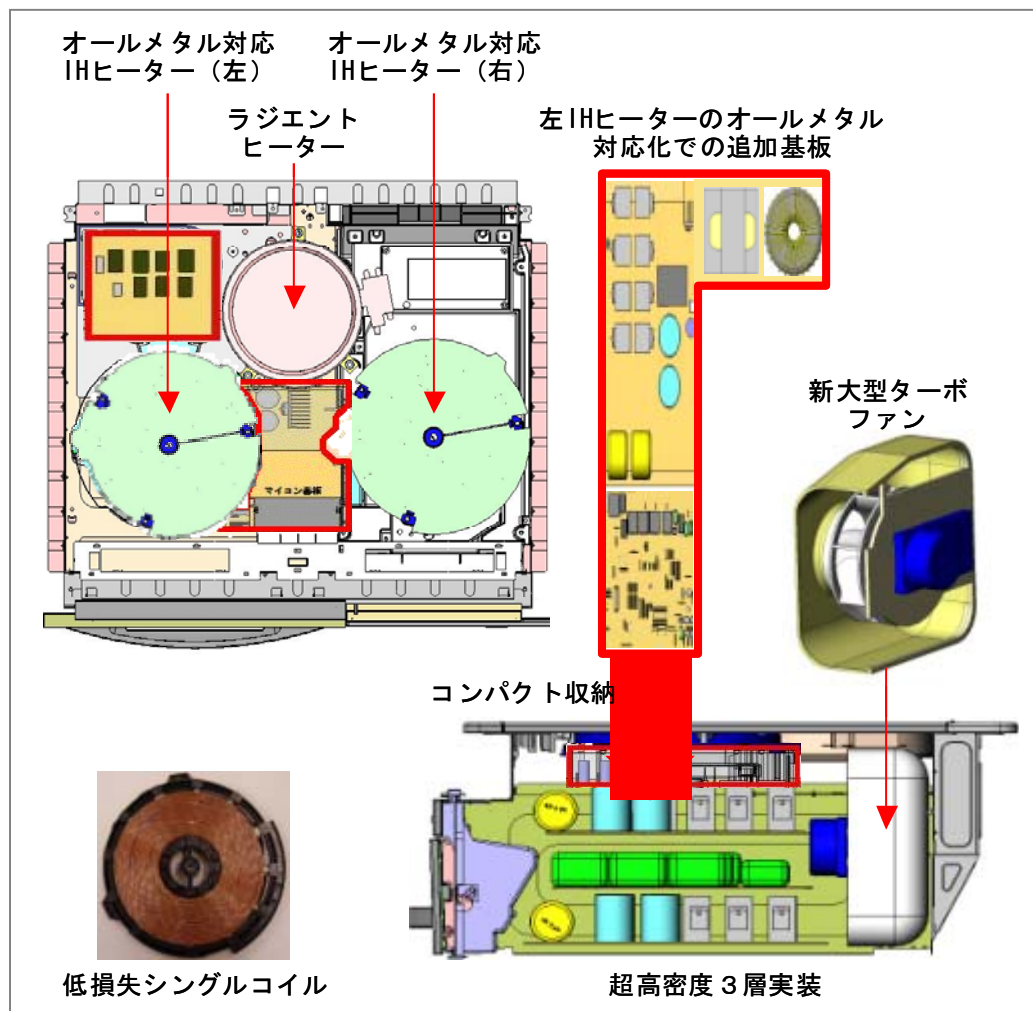 オールメタル対応
IHヒーター（左）
オールメタル対応
IHヒーター（右）
ラジエント
ヒーター
左IHヒーターのオールメタル
対応化での追加基板
新大型ターボ
ファン
マイコン基板
コンパクト収納
低損失シングルコイル
超高密度３層実装